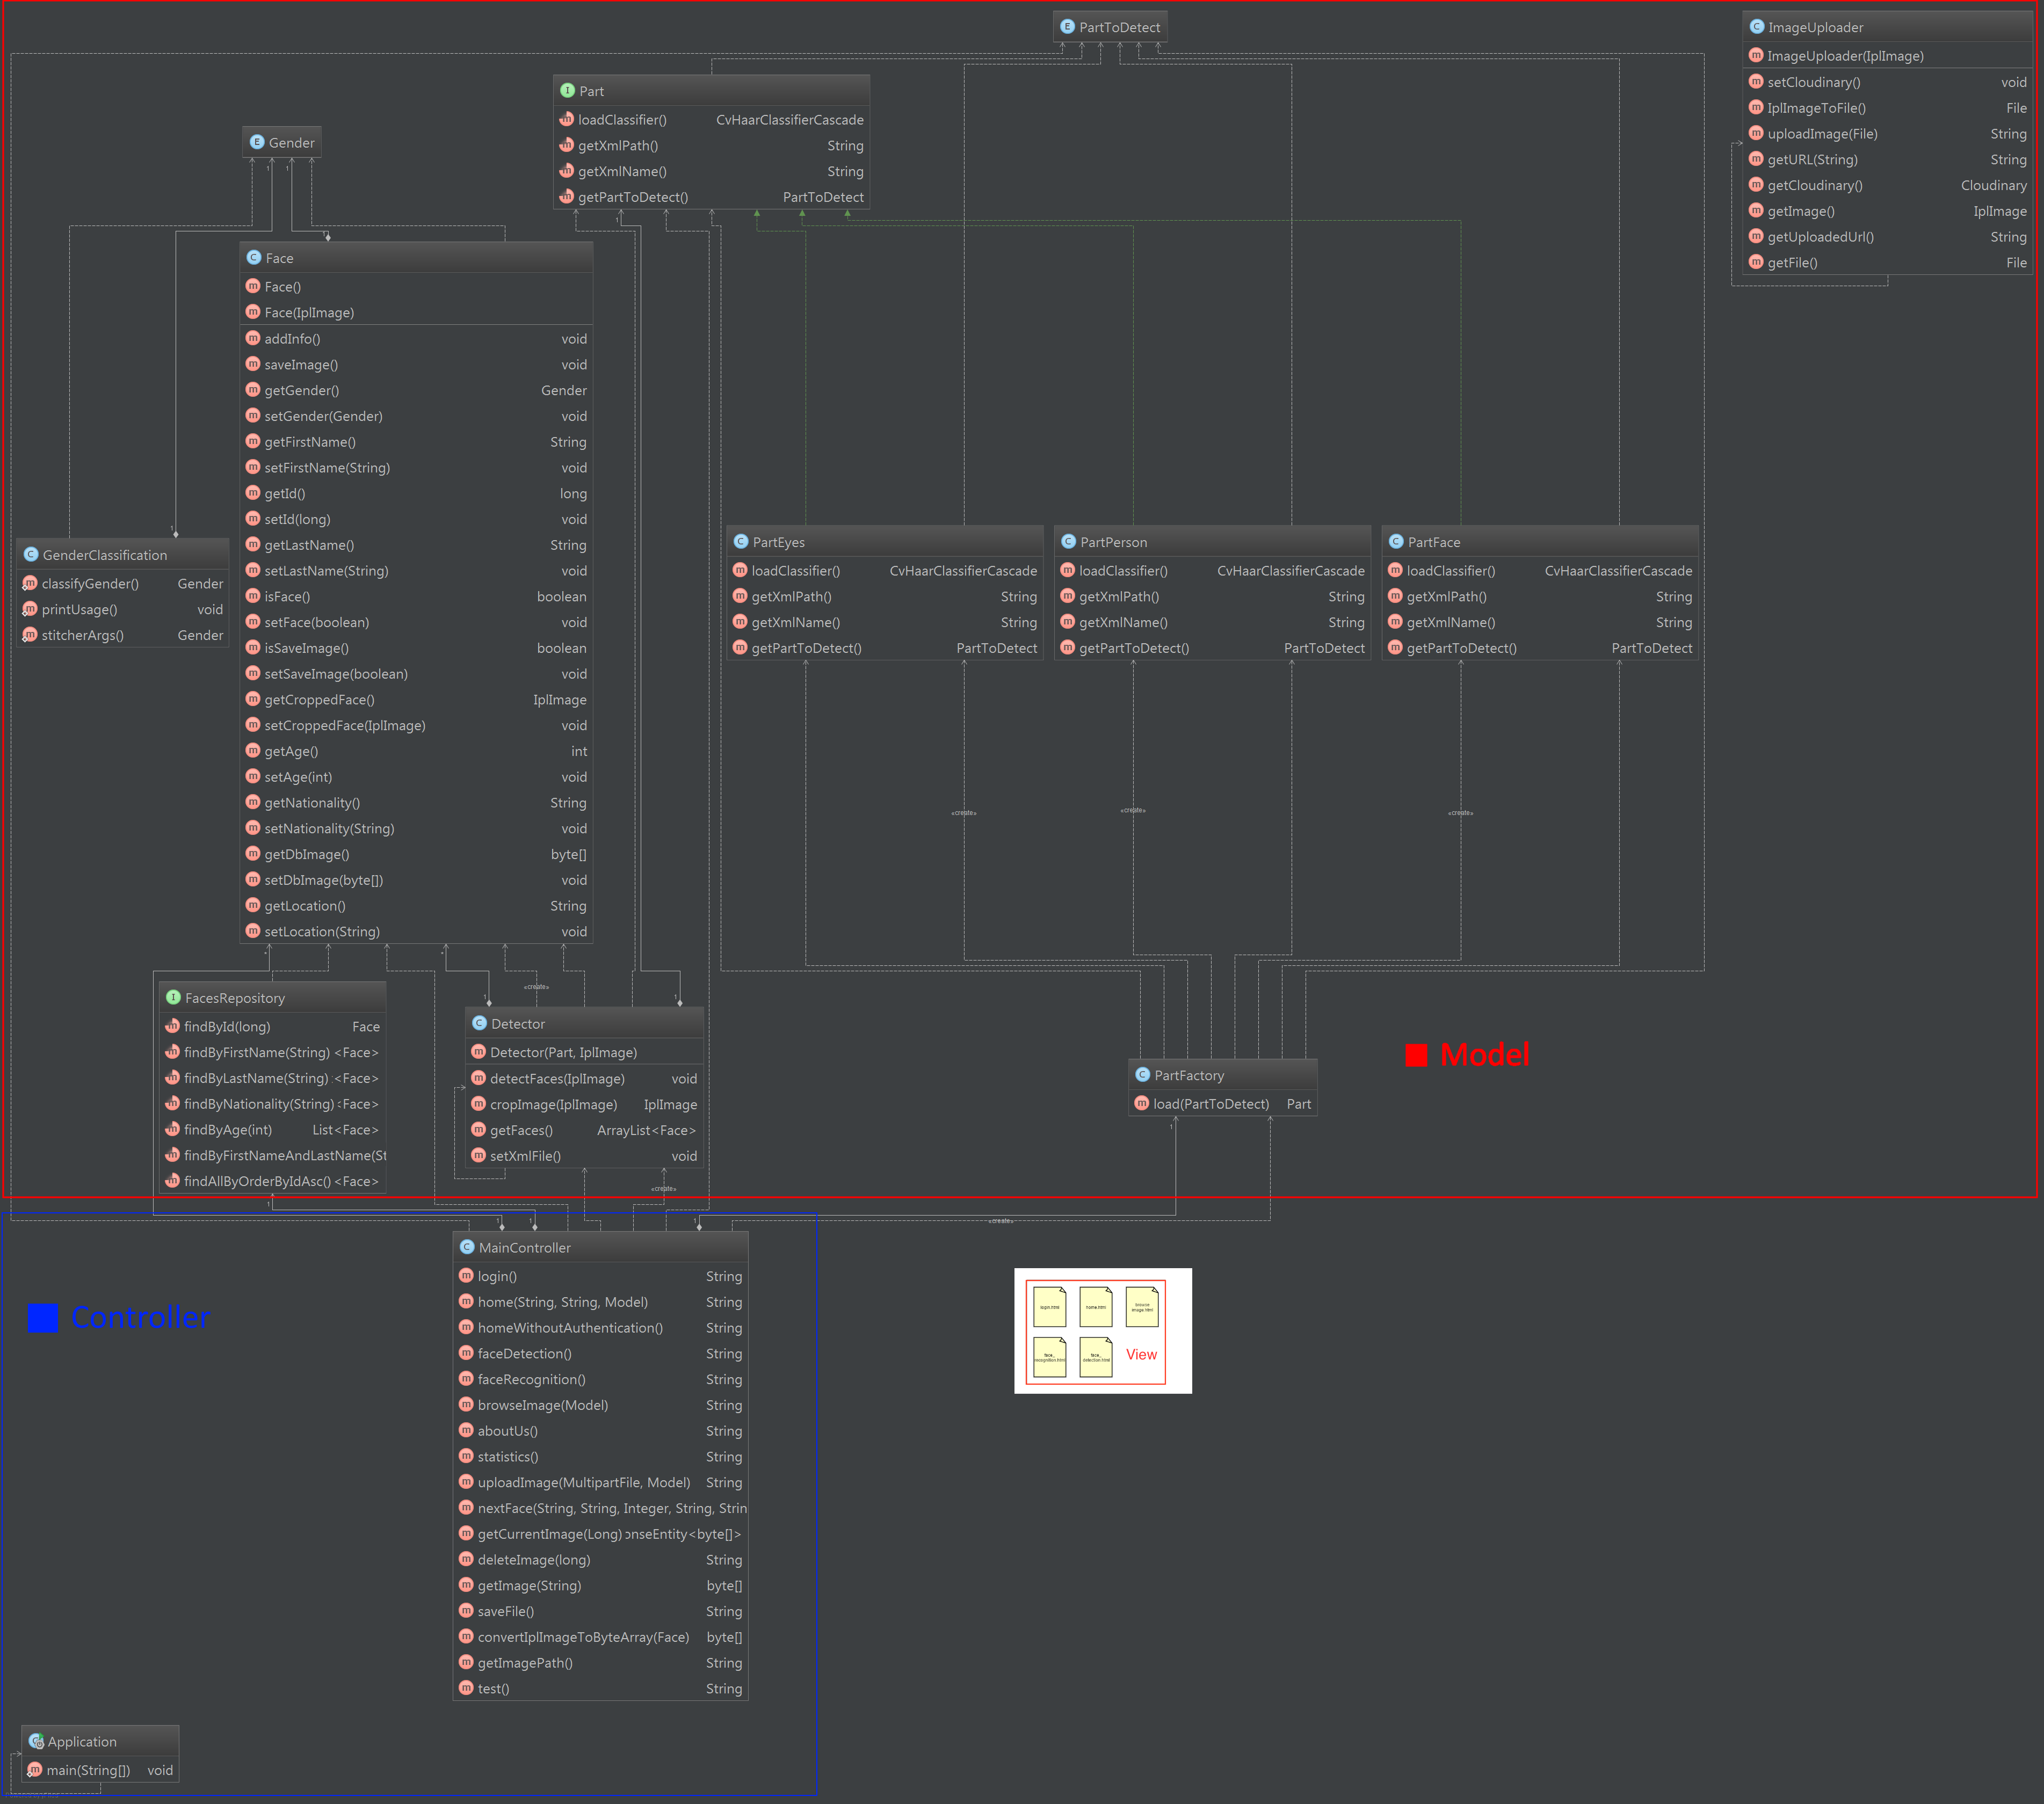 PartToDetect
ImageUploader
ImageUploader(IplImage)
setCloudinary() void
IplImageToFile() File
uploadImage(File) String
getURL(String) String
getCloudinary() Cloudinary
getImage() IplImage
getUploadedUrl() String
getFile() File
Part
loadClassifier() CvHaarClassifierCascade
getXmlPath() String
getXmlName() String
getPartToDetect() PartToDetect
Gender
Face
Face()
Face(IplImage)
addInfo() void
saveImage() void
getGender() Gender
setGender(Gender) void
getFirstName() String
setFirstName(String) void
getId() long
setId(long) void
getLastName() String
setLastName(String) void
isFace() boolean
setFace(boolean) void
isSaveImage() boolean
setSaveImage(boolean) void
getCroppedFace() IplImage
setCroppedFace(IplImage) void
getAge() int
setAge(int) void
getNationality() String
setNationality(String) void
getDbImage() byte[]
setDbImage(byte[]) void
getLocation() String
setLocation(String) void
GenderClassification
classifyGender() Gender
printUsage() void
stitcherArgs() Gender
PartEyes
loadClassifier() CvHaarClassifierCascade
getXmlPath() String
getXmlName() String
getPartToDetect() PartToDetect
PartPerson
loadClassifier() CvHaarClassifierCascade
getXmlPath() String
getXmlName() String
getPartToDetect() PartToDetect
PartFace
loadClassifier() CvHaarClassifierCascade
getXmlPath() String
getXmlName() String
getPartToDetect() PartToDetect
«create»
«create»
«create»
FacesRepository
findById(long) Face
findByFirstName(String) <Face>
findByLastName(String) <Face>
findByNationality(String) <Face>
findByAge(int) List<Face>
findByFirstNameAndLastName(St
findAllByOrderByIdAsc() <Face>
«create»
Detector
Detector(Part, IplImage)
detectFaces(IplImage) void
cropImage(IplImage) IplImage
getFaces() ArrayList<Face>
setXmlFile() void
«create»
PartFactory
load(PartToDetect) Part
Model
«create»
Controller
MainController
login() String
home(String, String, Model) String
homeWithoutAuthentication() String
faceDetection() String
faceRecognition() String
browseImage(Model) String
aboutUs() String
statistics() String
uploadImage(MultipartFile, Model) String
nextFace(String, String, Integer, String, Strin
getCurrentImage(Long) onseEntity<byte[]>
deleteImage(long) String
getImage(String) byte[]
saveFile() String
convertIplImageToByteArray(Face) byte[]
getImagePath() String
test() String
login.html
home.html
browse
image.html
face_
recognition.html
face_
detection.html
View
Application
main(String[]) void